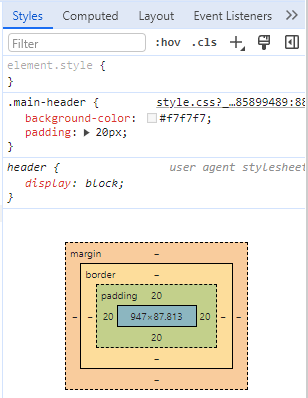 Styles Computed Layout Event Listeners »
Filter :hov .cls
element.style {
}
.main-header { style.css?_…85899489:88
background-color: #f7f7f7;
padding: ▶ 20px;
}
header { user agent stylesheet
display: block;
}
margin –
border –
padding 20
– – 20 947×87.813 20 – –
20
–
–